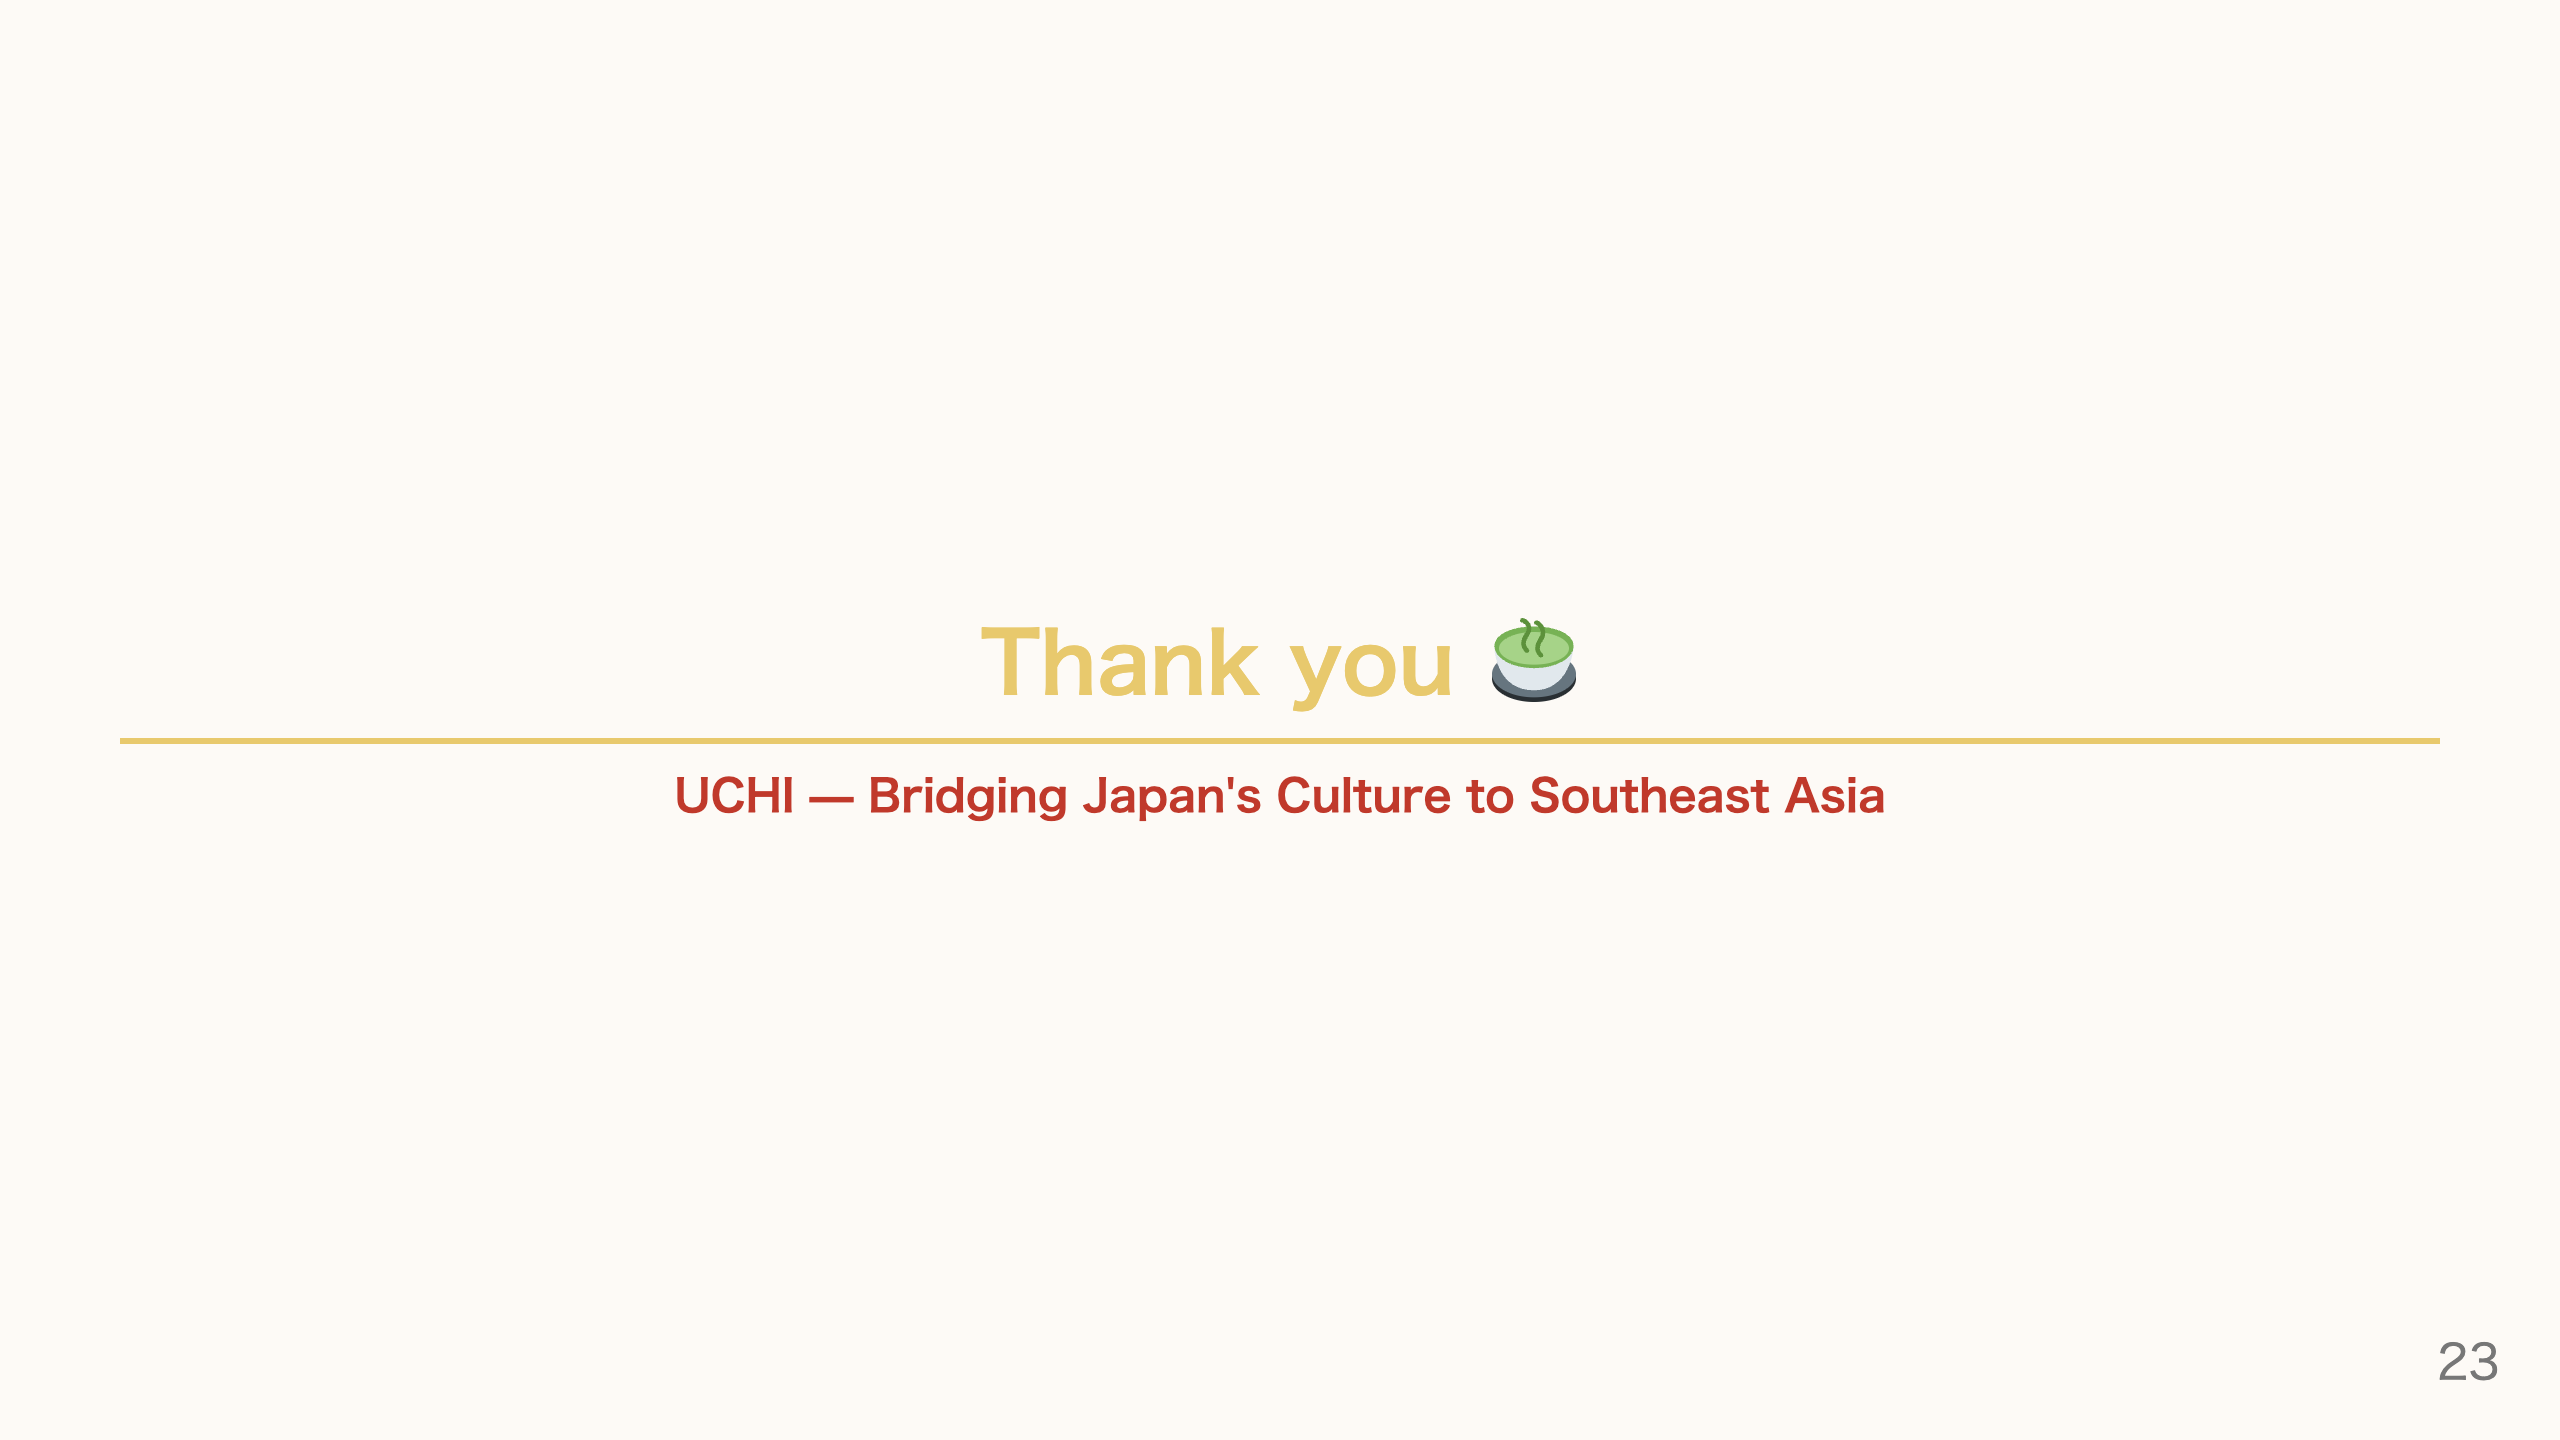 Thank you 🍵
UCHI — Bridging Japan's Culture to Southeast Asia
23